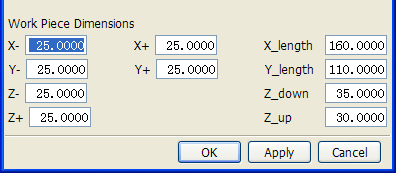 Work Piece Dimensions
X- 25.0000 X+ 25.0000 X_length 160.0000
Y- 25.0000 Y+ 25.0000 Y_length 110.0000
Z- 25.0000 Z_down 35.0000
Z+ 25.0000 Z_up 30.0000
OK Apply Cancel